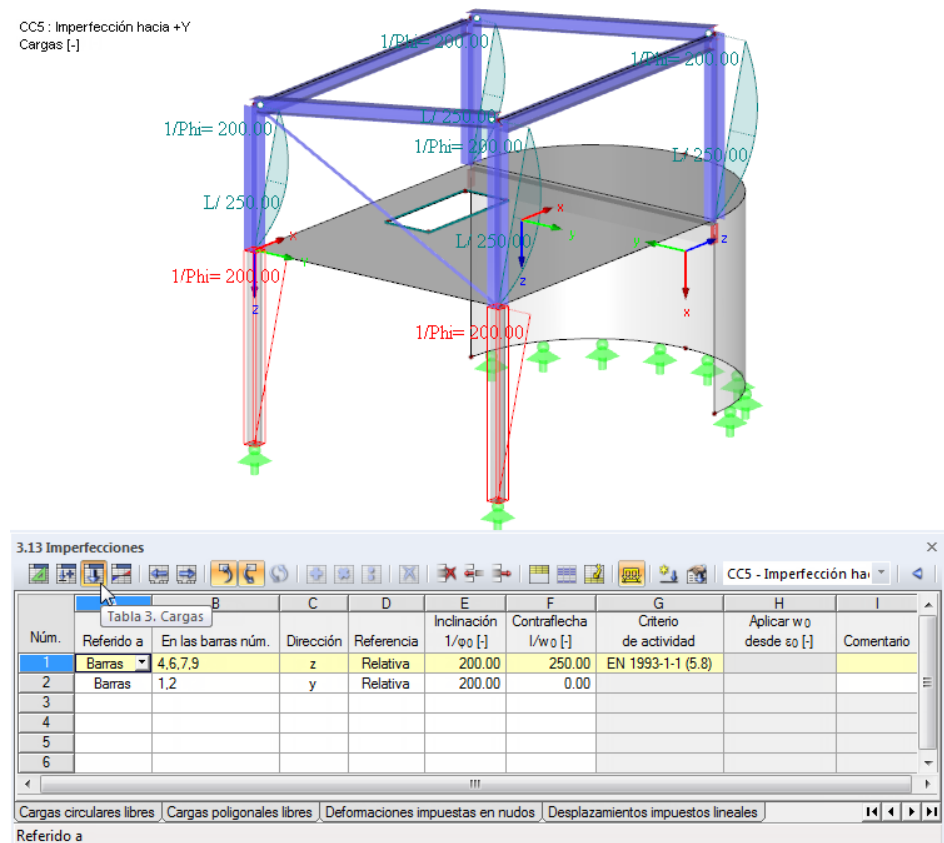 CC5 : Imperfección hacia +Y
Cargas [-]
1/Phi= 200.00
1/Phi= 200.00
1/Phi= 200.00
L/ 250.00
1/Phi= 200.00
L/ 250.00
L/ 250.00
x
x
y
L/ 250.00
y
z
1/Phi= 200.00
z
z
x
1/Phi= 200.00
3.13 Imperfecciones
CC5 - Imperfección ha
A B C D E F G H I
Tabla 3. Cargas
Núm. Referido a En las barras núm. Dirección Referencia Inclinación 1/φ0 [-] Contraflecha l/w0 [-] Criterio de actividad Aplicar w0 desde ε0 [-] Comentario
1 Barras 4,6,7,9 z Relativa 200.00 250.00 EN 1993-1-1 (5.8)
2 Barras 1,2 y Relativa 200.00 0.00
3
4
5
6
Cargas circulares libres Cargas poligonales libres Deformaciones impuestas en nudos Desplazamientos impuestos lineales
Referido a